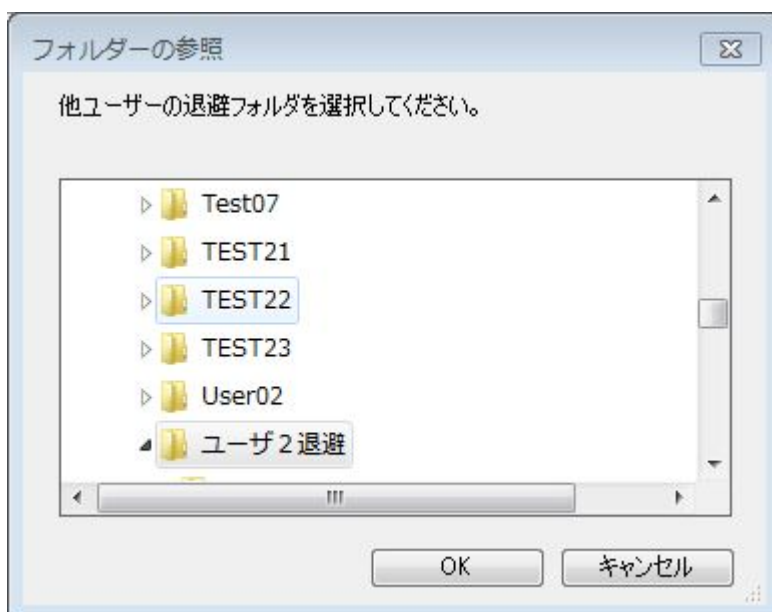 フォルダーの参照
他ユーザーの退避フォルダを選択してください。
Test07
TEST21
TEST22
TEST23
User02
ユーザ２退避
OK
キャンセル